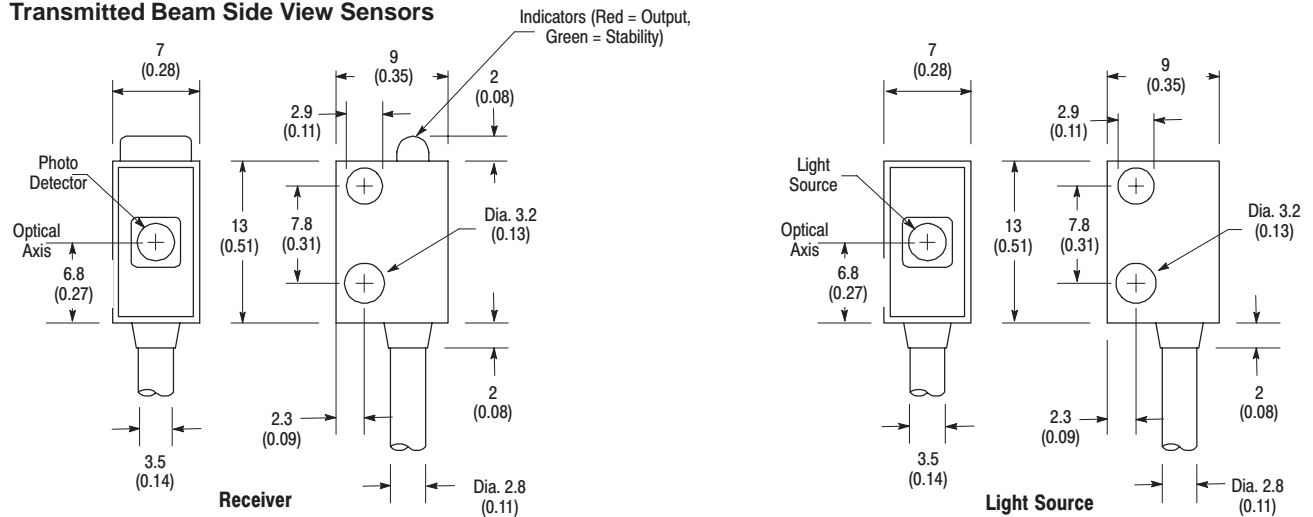 Transmitted Beam Side View Sensors
Indicators (Red = Output,
Green = Stability)
7
(0.28)
9
(0.35)
2
(0.08)
2.9
(0.11)
Photo
Detector
Optical
Axis
6.8
(0.27)
13
(0.51)
7.8
(0.31)
Dia. 3.2
(0.13)
2
(0.08)
2.3
(0.09)
3.5
(0.14)
Dia. 2.8
(0.11)
Receiver
7
(0.28)
9
(0.35)
2.9
(0.11)
Light
Source
Optical
Axis
6.8
(0.27)
13
(0.51)
7.8
(0.31)
Dia. 3.2
(0.13)
2
(0.08)
2.3
(0.09)
3.5
(0.14)
Dia. 2.8
(0.11)
Light Source